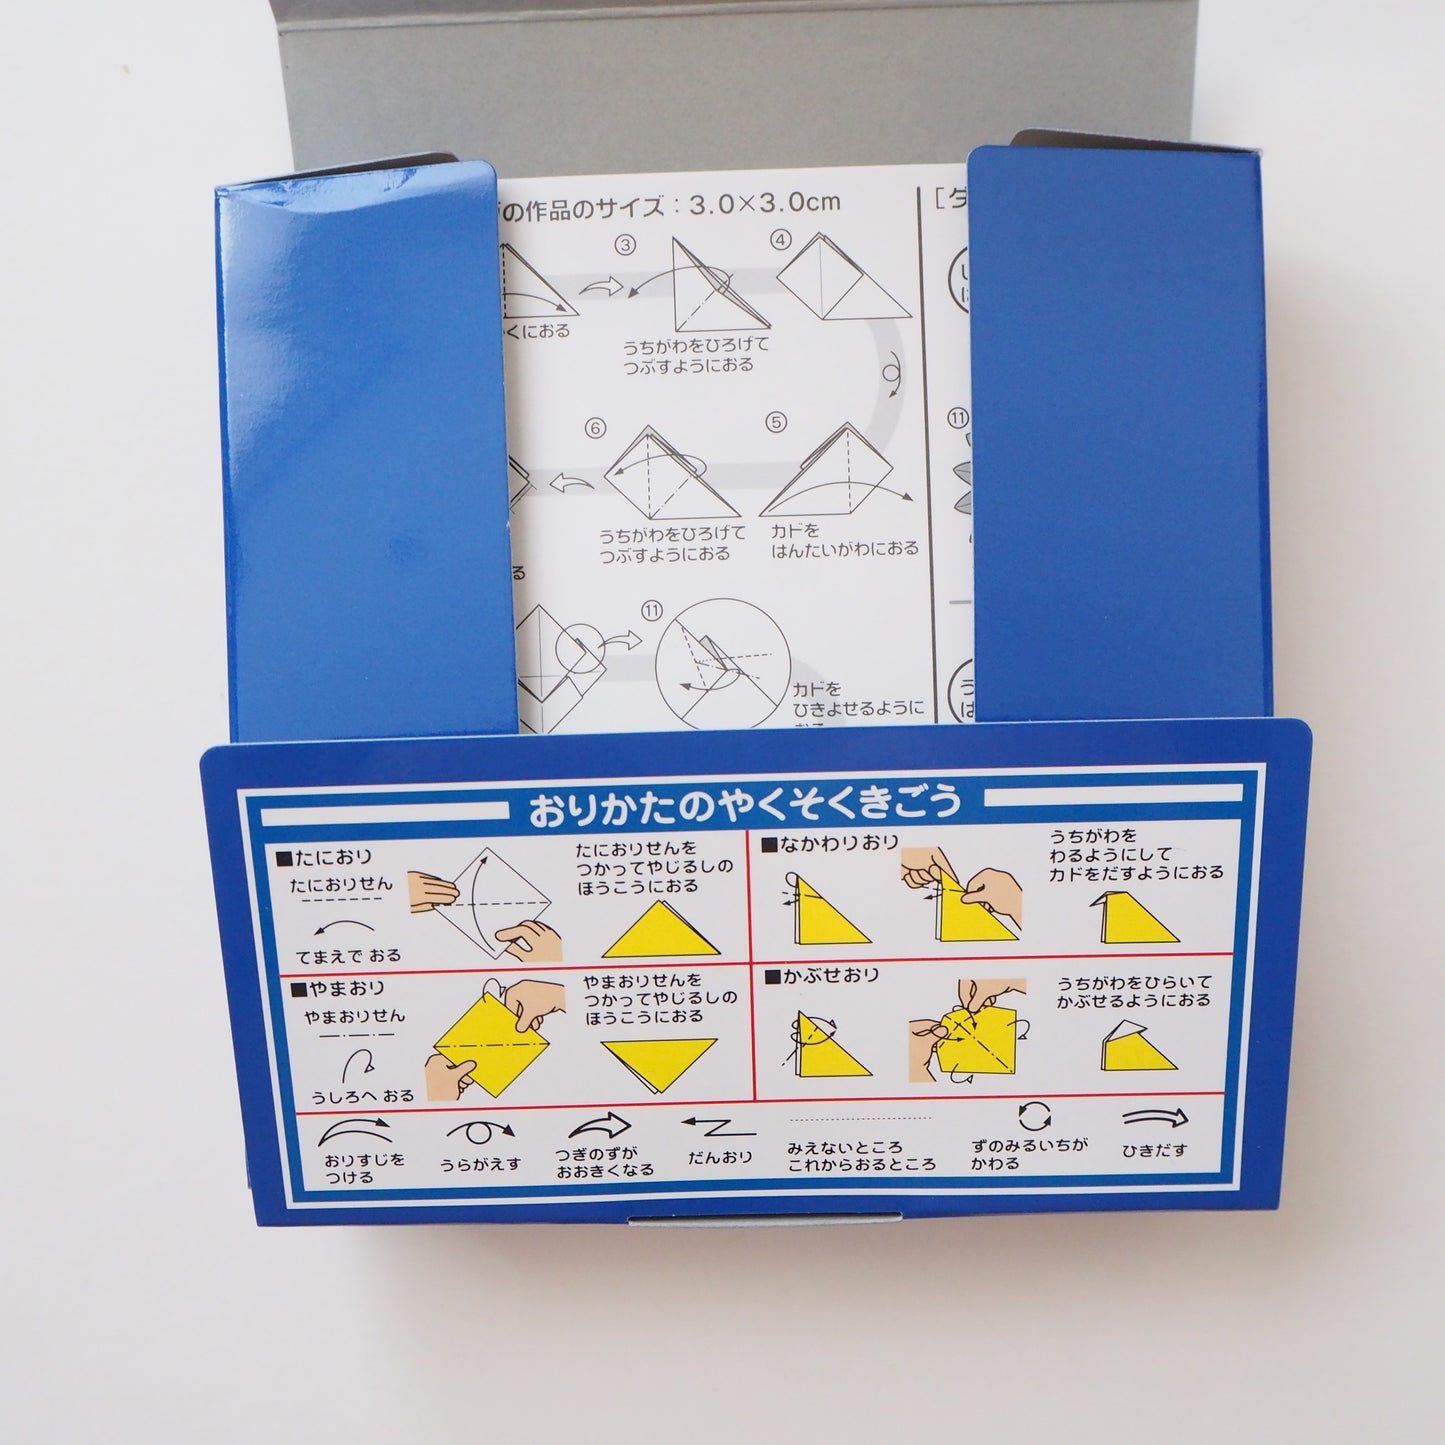 の作品のサイズ：3.0×3.0cm
[ダ
③
④
くにおる
うちがわをひろげて
つぶすようにおる
⑥
⑤
⑪
うちがわをひろげて
つぶすようにおる
カドを
はんたいがわにおる
る
⑪
カドを
ひきよせるように
う
は
おりかたのやくそくきごう
■たにおり
たにおりせん
てまえで おる
たにおりせんを
つかってやじるしの
ほうこうにおる
■なかわりおり
うちがわを
わるようにして
カドをだすようにおる
■やまおり
やまおりせん
うしろへ おる
やまおりせんを
つかってやじるしの
ほうこうにおる
■かぶせおり
うちがわをひらいて
かぶせるようにおる
おりすじを
つける
うらがえす
つぎのずが
おおきくなる
だんおり
みえないところ
これからおるところ
ずのみるいちが
かわる
ひきだす